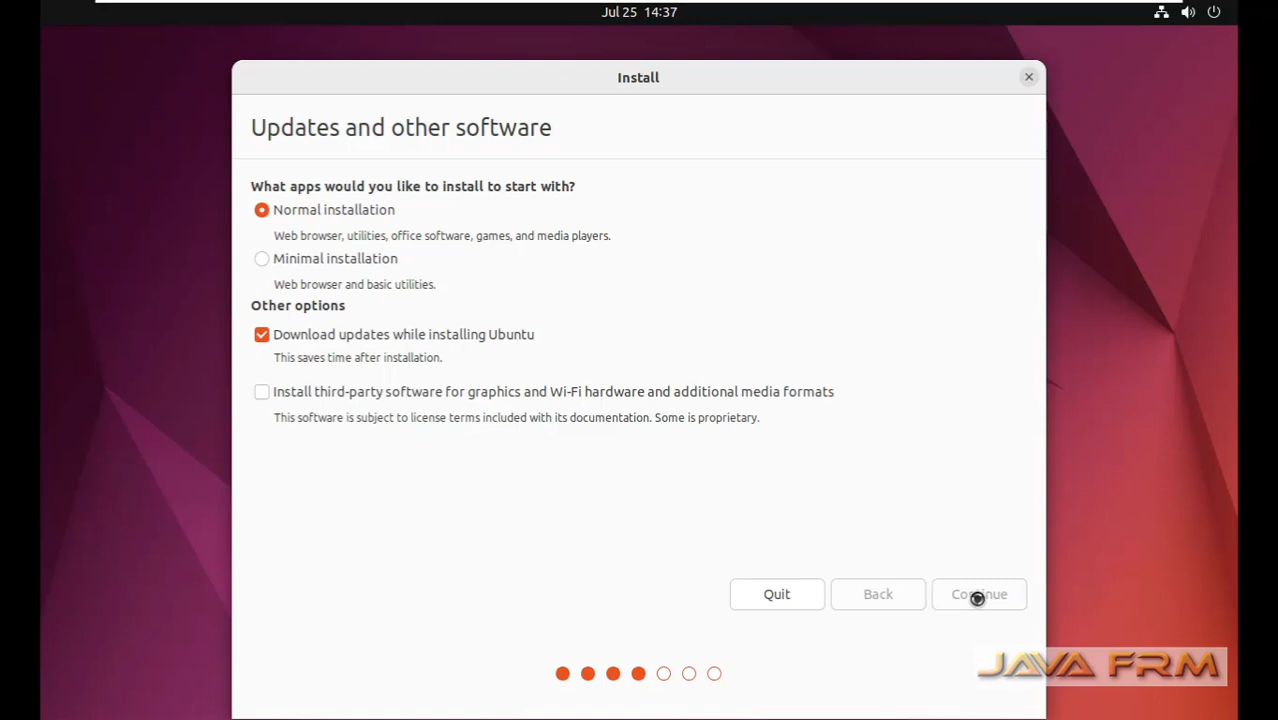 Jul 25 14:37
Install
Updates and other software
What apps would you like to install to start with?
Normal installation
Web browser, utilities, office software, games, and media players.
Minimal installation
Web browser and basic utilities.
Other options
Download updates while installing Ubuntu
This saves time after installation.
Install third-party software for graphics and Wi-Fi hardware and additional media formats
This software is subject to license terms included with its documentation. Some is proprietary.
Quit Back Continue
JAVA FRM